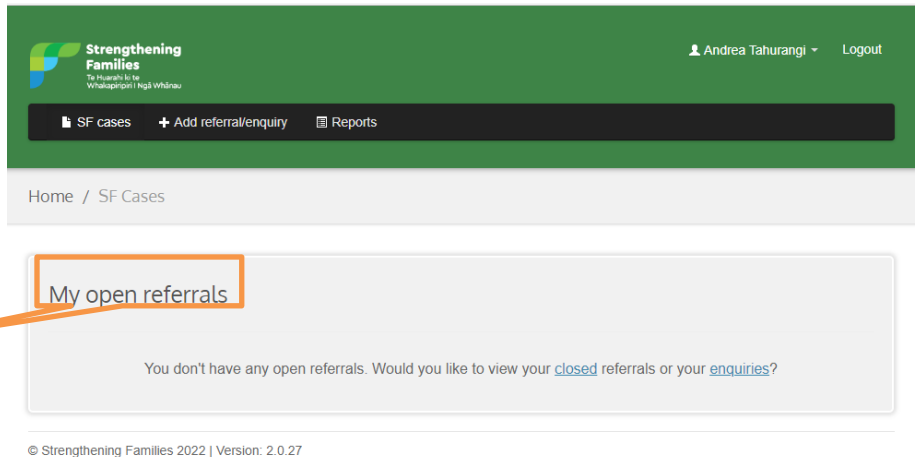 Strengthening
Families
Te Huarahi ki te
Whakapiripiri i Ngā Whānau
Andrea Tahurangi
Logout
SF cases
Add referral/enquiry
Reports
Home / SF Cases
My open referrals
You don't have any open referrals. Would you like to view your closed referrals or your enquiries?
© Strengthening Families 2022 | Version: 2.0.27